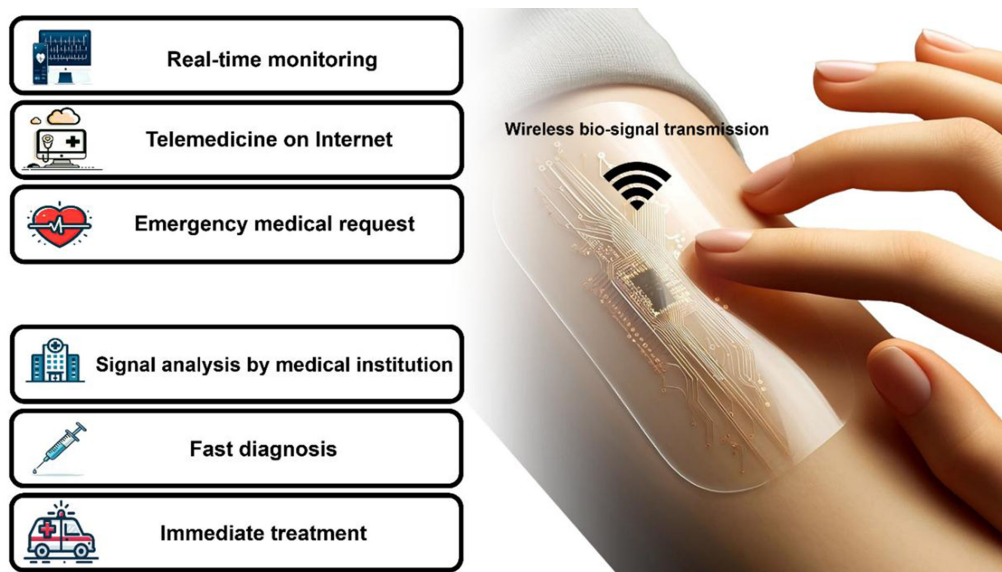 Real-time monitoring
Telemedicine on Internet
Emergency medical request
Signal analysis by medical institution
Fast diagnosis
Immediate treatment
Wireless bio-signal transmission